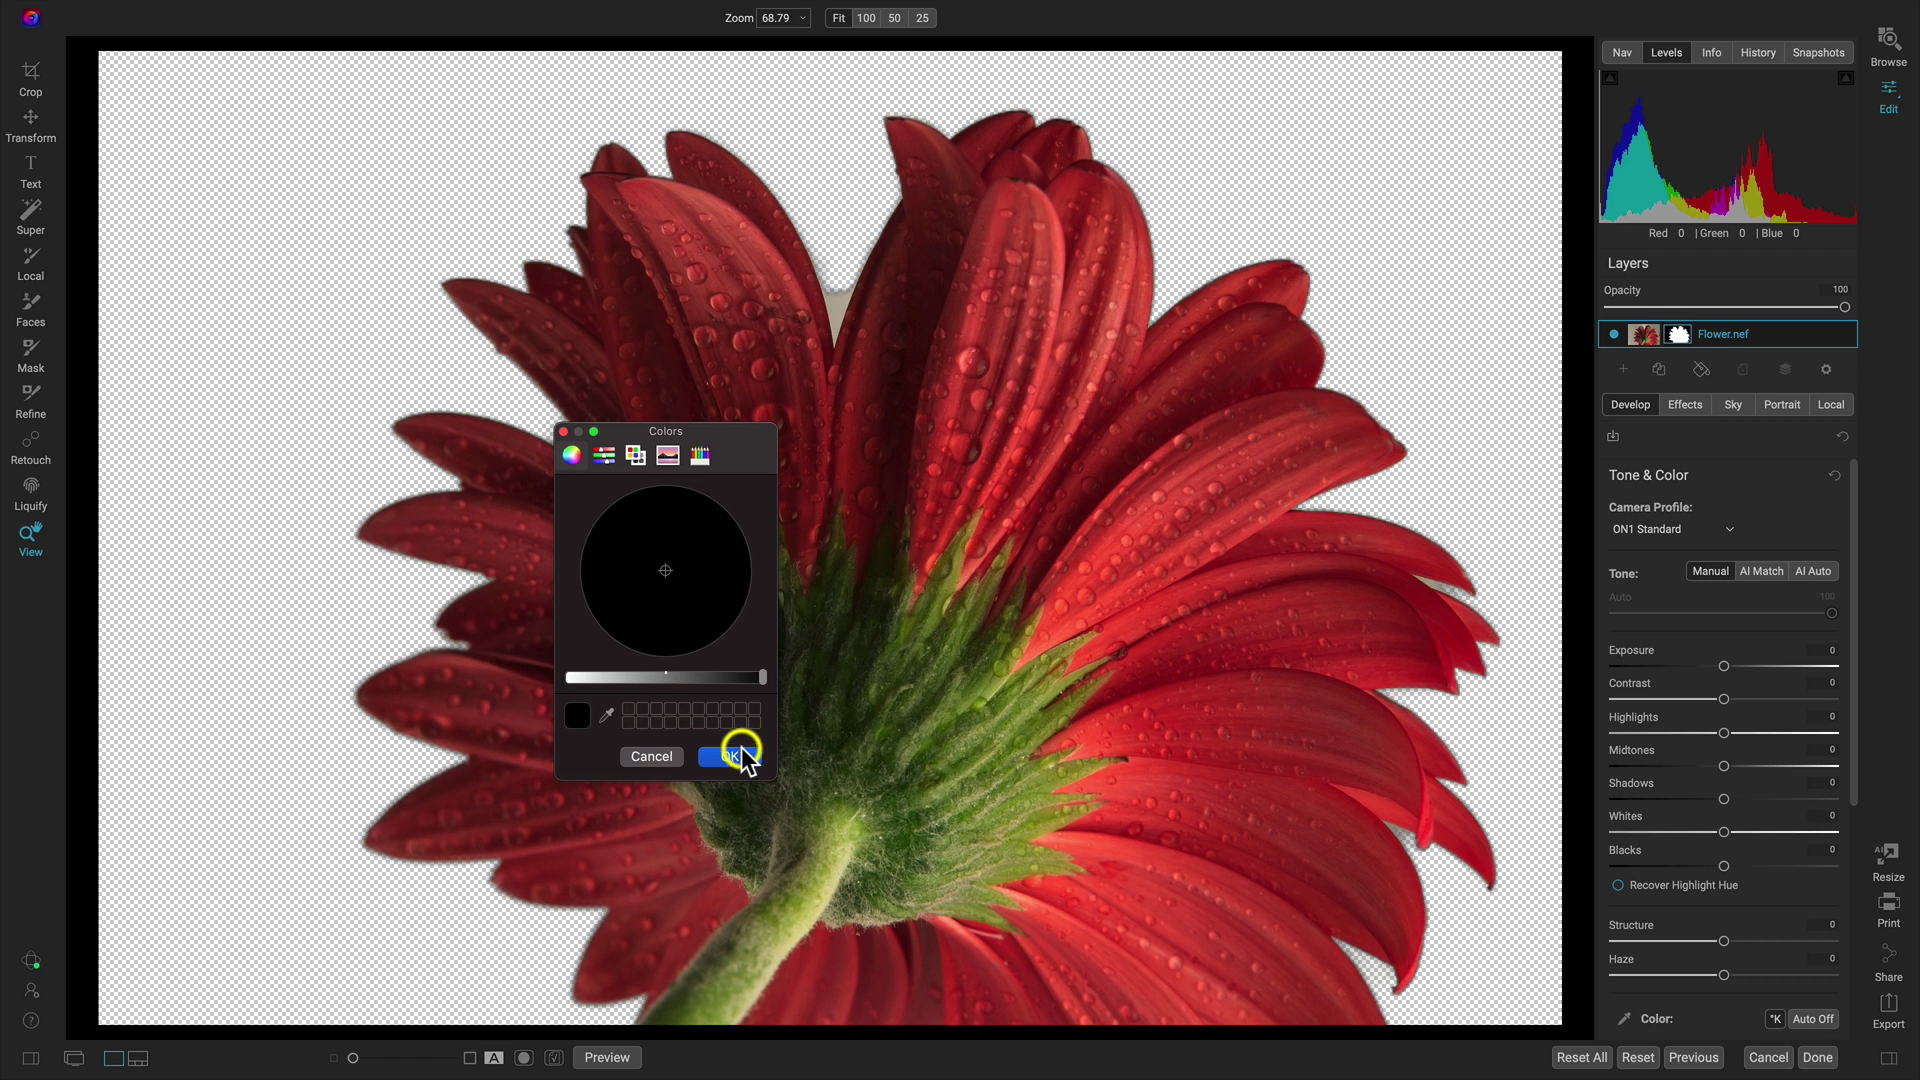 Zoom 68.79 Fit 100 50 25
Crop
Transform
Text
Super
Local
Faces
Mask
Refine
Retouch
Liquify
View
Colors
Cancel OK
Nav Levels Info History Snapshots
Red 0 | Green 0 | Blue 0
Layers
Opacity 100
Flower.nef
Develop Effects Sky Portrait Local
Tone & Color
Camera Profile:
ON1 Standard
Tone: Manual AI Match AI Auto
Auto 100
Exposure 0
Contrast 0
Highlights 0
Midtones 0
Shadows 0
Whites 0
Blacks 0
Recover Highlight Hue
Structure 0
Haze 0
Color: °K Auto Off
Browse
Edit
AI
Resize
Print
Share
Export
A Preview
Reset All Reset Previous Cancel Done